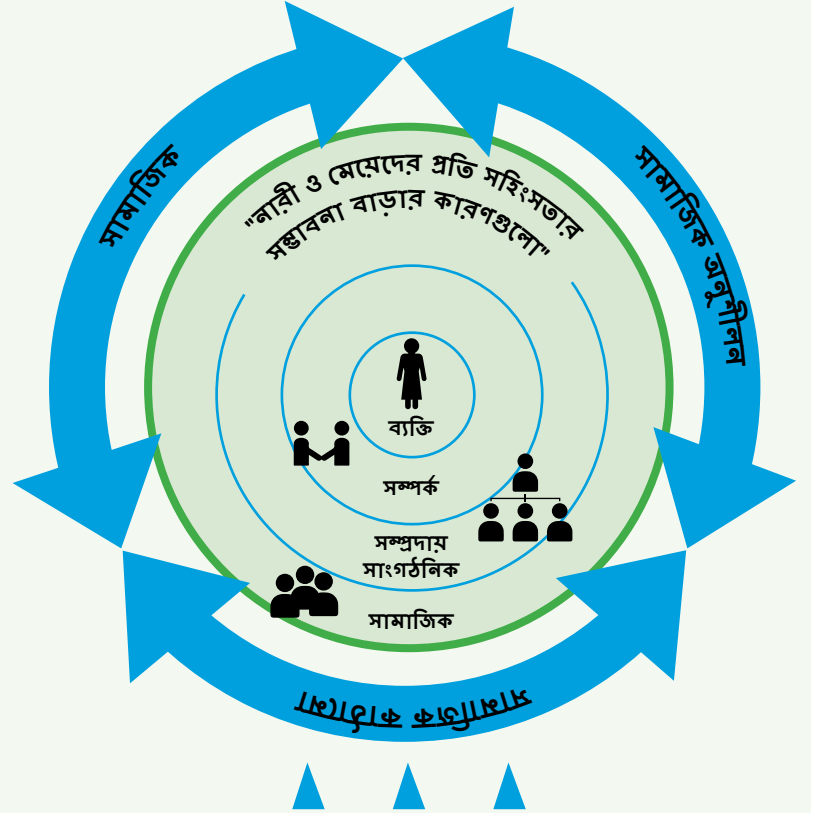 সামাজিক
সামাজিক অনুশীলন
"নারী ও মেয়েদের প্রতি সহিংসতার
সম্ভাবনা বাড়ার কারণগুলো"
ব্যক্তি
সম্পর্ক
সম্প্রদায়
সাংগঠনিক
সামাজিক
সামাজিক কাঠামো